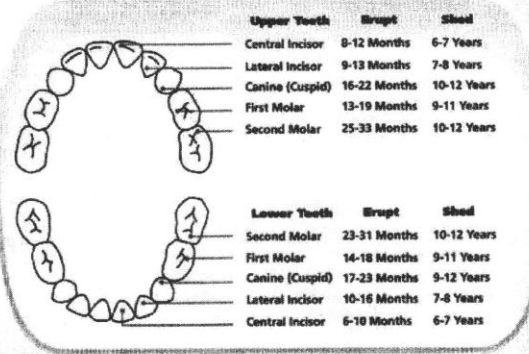 Upper Teeth Erupt Shed
Central Incisor 8-12 Months 6-7 Years
Lateral Incisor 9-13 Months 7-8 Years
Canine (Cuspid) 16-22 Months 10-12 Years
First Molar 13-19 Months 9-11 Years
Second Molar 25-33 Months 10-12 Years
Lower Teeth Erupt Shed
Second Molar 23-31 Months 10-12 Years
First Molar 14-18 Months 9-11 Years
Canine (Cuspid) 17-23 Months 9-12 Years
Lateral Incisor 10-16 Months 7-8 Years
Central Incisor 6-10 Months 6-7 Years